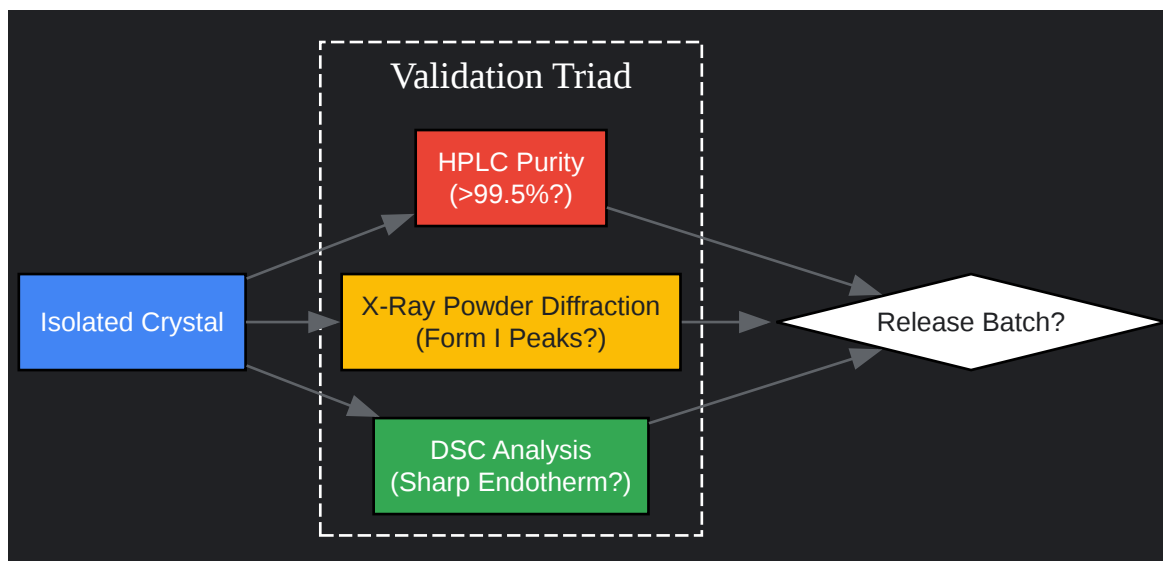 Validation Triad
HPLC Purity
(>99.5%?)
Isolated Crystal
X-Ray Powder Diffraction
(Form I Peaks?)
Release Batch?
DSC Analysis
(Sharp Endotherm?)